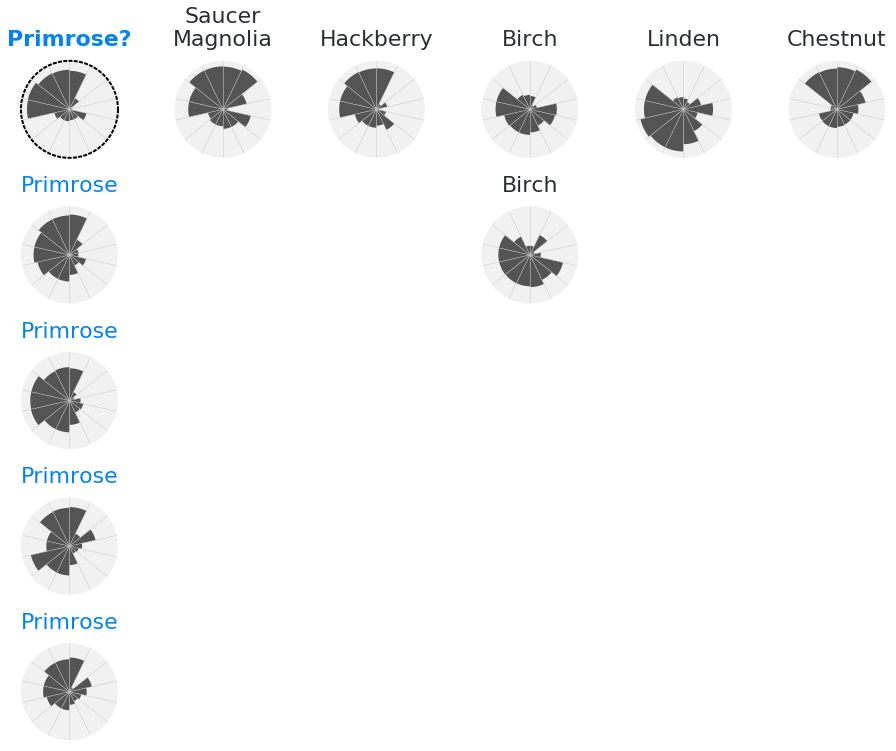 Primrose?
Saucer
Magnolia
Hackberry
Birch
Linden
Chestnut
Primrose
Birch
Primrose
Primrose
Primrose